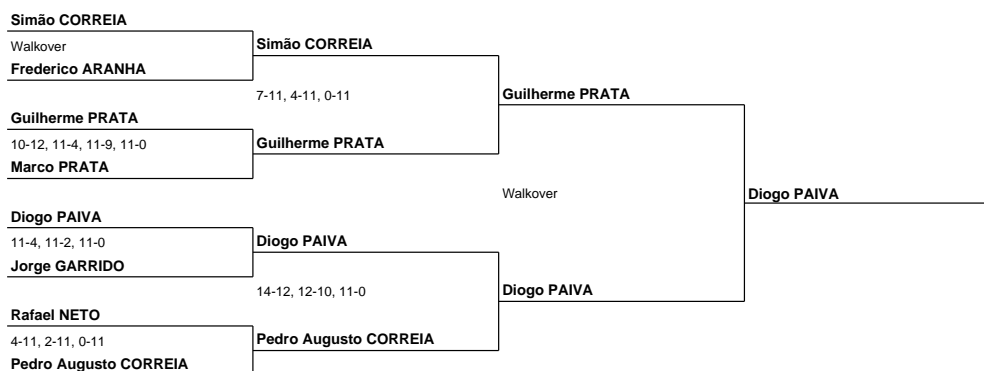 Simão CORREIA
Walkover
Frederico ARANHA
Simão CORREIA
7-11, 4-11, 0-11
Guilherme PRATA
Guilherme PRATA
10-12, 11-4, 11-9, 11-0
Marco PRATA
Guilherme PRATA
Walkover
Diogo PAIVA
Diogo PAIVA
11-4, 11-2, 11-0
Jorge GARRIDO
Diogo PAIVA
14-12, 12-10, 11-0
Diogo PAIVA
Rafael NETO
4-11, 2-11, 0-11
Pedro Augusto CORREIA
Pedro Augusto CORREIA